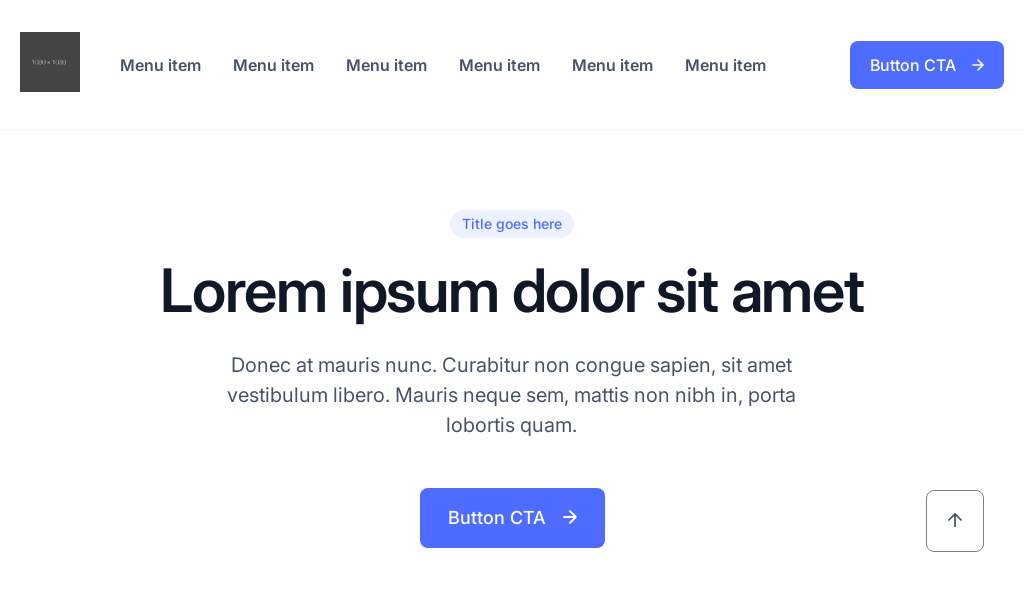 1080 × 1080
Menu item Menu item Menu item Menu item Menu item Menu item
Button CTA
Title goes here
Lorem ipsum dolor sit amet
Donec at mauris nunc. Curabitur non congue sapien, sit amet
vestibulum libero. Mauris neque sem, mattis non nibh in, porta
lobortis quam.
Button CTA